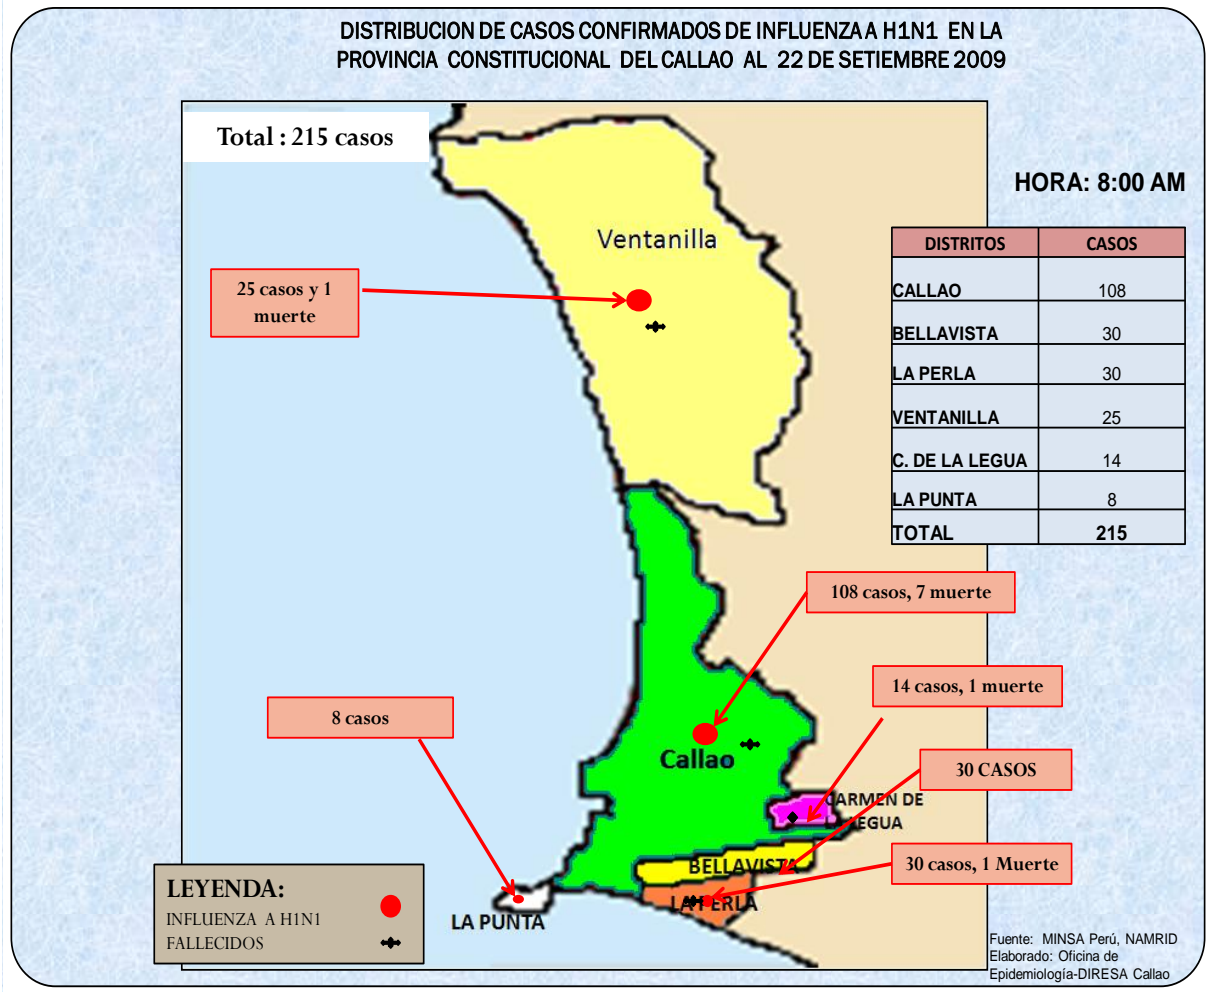 DISTRIBUCION DE CASOS CONFIRMADOS DE INFLUENZA A H1N1 EN LA
PROVINCIA CONSTITUCIONAL DEL CALLAO AL 22 DE SETIEMBRE 2009
Total : 215 casos
HORA: 8:00 AM
Ventanilla
25 casos y 1
muerte
DISTRITOS CASOS
CALLAO 108
BELLAVISTA 30
LA PERLA 30
VENTANILLA 25
C. DE LA LEGUA 14
LA PUNTA 8
TOTAL 215
108 casos, 7 muerte
14 casos, 1 muerte
8 casos
Callao
30 CASOS
CARMEN DE
LA LEGUA
BELLAVISTA
30 casos, 1 Muerte
LA PERLA
LA PUNTA
LEYENDA:
INFLUENZA A H1N1
FALLECIDOS
Fuente: MINSA Perú, NAMRID
Elaborado: Oficina de
Epidemiología-DIRESA Callao